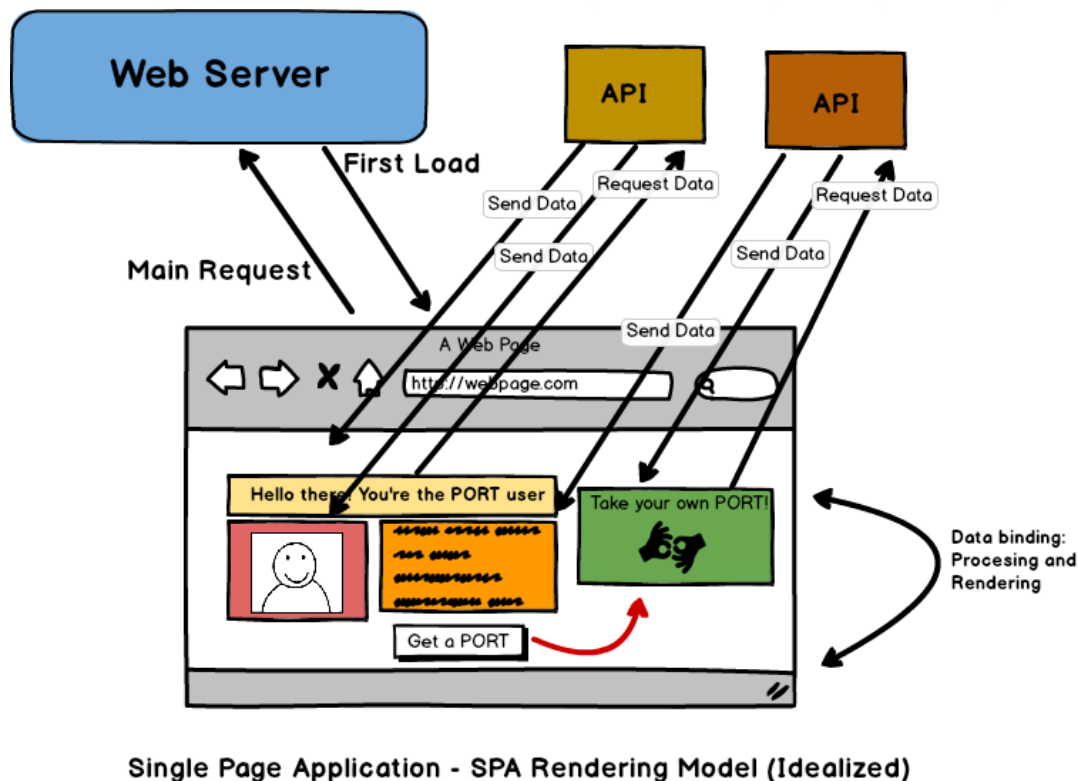 Web Server
API
API
First Load
Main Request
Send Data
Request Data
Send Data
Request Data
Send Data
Send Data
A Web Page
http://webpage.com
Hello there! You're the PORT user
Take your own PORT!
Get a PORT
Data binding:
Procesing and
Rendering
Single Page Application - SPA Rendering Model (Idealized)